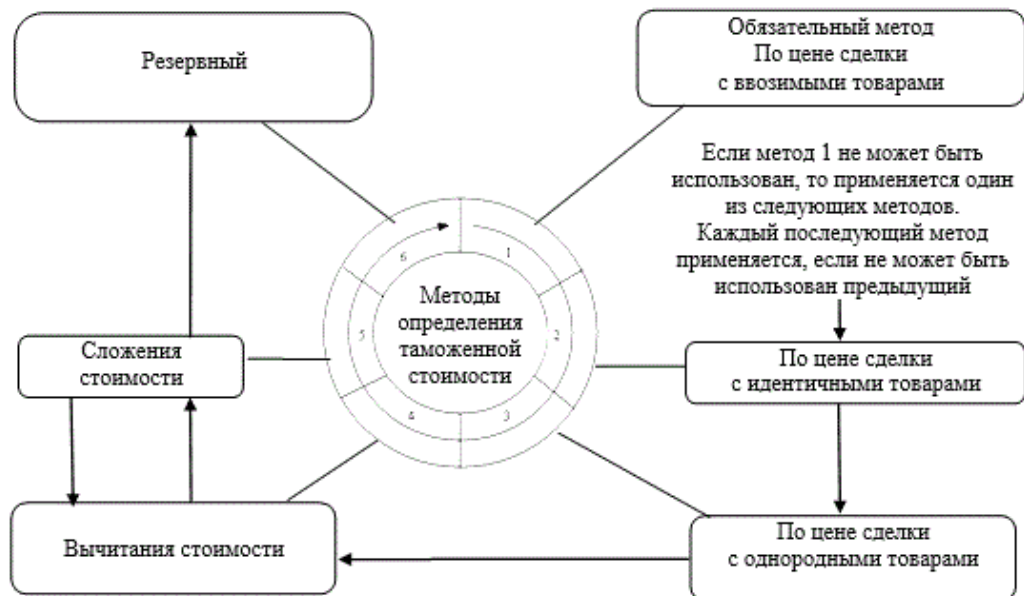 Резервный
Обязательный метод
По цене сделки
с ввозимыми товарами
Если метод 1 не может быть
использован, то применяется один
из следующих методов.
Каждый последующий метод
применяется, если не может быть
использован предыдущий
6
1
5
2
4
3
Методы
определения
таможенной
стоимости
Сложения
стоимости
По цене сделки
с идентичными товарами
Вычитания стоимости
По цене сделки
с однородными товарами